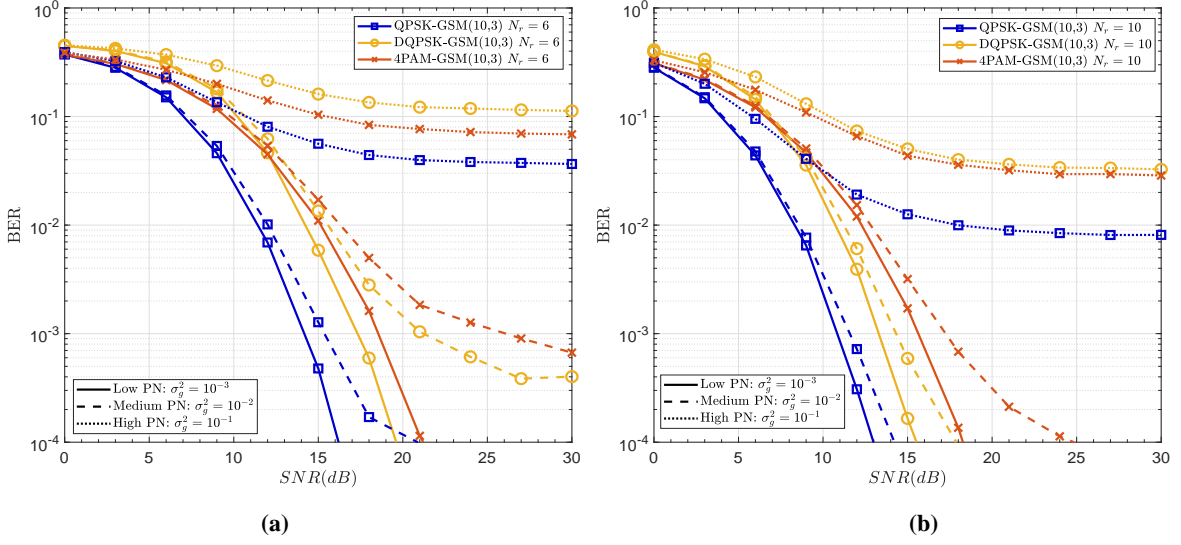 QPSK-GSM(10,3) N_r = 6
DQPSK-GSM(10,3) N_r = 6
4PAM-GSM(10,3) N_r = 6
10^0
10^-1
10^-2
10^-3
10^-4
BER
Low PN: σ_g^2 = 10^-3
Medium PN: σ_g^2 = 10^-2
High PN: σ_g^2 = 10^-1
0 5 10 15 20 25 30
SNR(dB)
(a)
QPSK-GSM(10,3) N_r = 10
DQPSK-GSM(10,3) N_r = 10
4PAM-GSM(10,3) N_r = 10
10^0
10^-1
10^-2
10^-3
10^-4
BER
Low PN: σ_g^2 = 10^-3
Medium PN: σ_g^2 = 10^-2
High PN: σ_g^2 = 10^-1
0 5 10 15 20 25 30
SNR(dB)
(b)